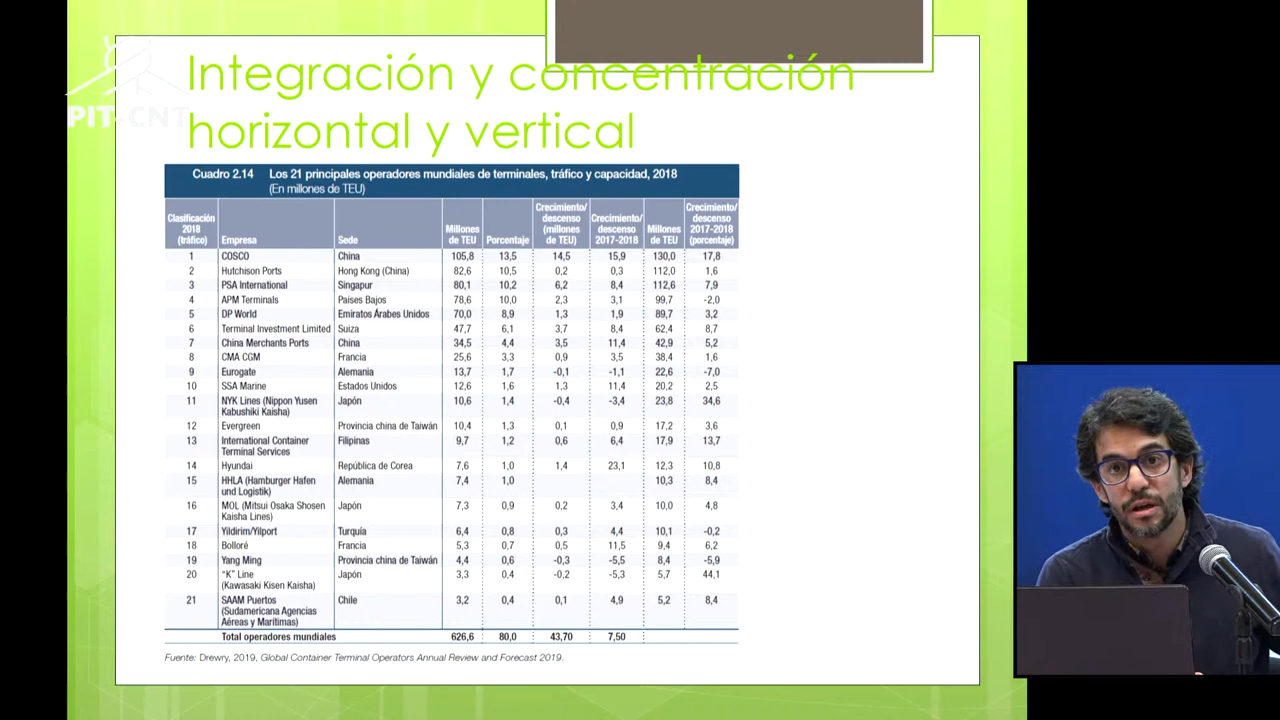 PIT-CNT
Integración y concentración
horizontal y vertical
Cuadro 2.14 Los 21 principales operadores mundiales de terminales, tráfico y capacidad, 2018
(En millones de TEU)
Clasificación 2018 (tráfico) Empresa Sede Millones de TEU Porcentaje Crecimiento/ descenso (millones de TEU) Crecimiento/ descenso 2017-2018 Millones de TEU Crecimiento/ descenso 2017-2018 (porcentaje)
1 COSCO China 105,8 13,5 14,5 15,9 130,0 17,8
2 Hutchison Ports Hong Kong (China) 82,6 10,5 0,2 0,3 112,0 1,6
3 PSA International Singapur 80,1 10,2 6,2 8,4 112,6 7,9
4 APM Terminals Países Bajos 78,6 10,0 2,3 3,1 99,7 -2,0
5 DP World Emiratos Árabes Unidos 70,0 8,9 1,3 1,9 89,7 3,2
6 Terminal Investment Limited Suiza 47,7 6,1 3,7 8,4 62,4 8,7
7 China Merchants Ports China 34,5 4,4 3,5 11,4 42,9 5,2
8 CMA CGM Francia 25,6 3,3 0,9 3,5 38,4 1,6
9 Eurogate Alemania 13,7 1,7 -0,1 -1,1 22,6 -7,0
10 SSA Marine Estados Unidos 12,6 1,6 1,3 11,4 20,2 2,5
11 NYK Lines (Nippon Yusen Japón 10,6 1,4 -0,4 -3,4 23,8 34,6
Kabushiki Kaisha)
12 Evergreen Provincia china de Taiwán 10,4 1,3 0,1 0,9 17,2 3,6
13 International Container Filipinas 9,7 1,2 0,6 6,4 17,9 13,7
Terminal Services
14 Hyundai República de Corea 7,6 1,0 1,4 23,1 12,3 10,8
15 HHLA (Hamburger Hafen Alemania 7,4 1,0 10,3 8,4
und Logistik)
16 MOL (Mitsui Osaka Shosen Japón 7,3 0,9 0,2 3,4 10,0 4,8
Kaisha Lines)
17 Yildirim/Yilport Turquía 6,4 0,8 0,3 4,4 10,1 -0,2
18 Bolloré Francia 5,3 0,7 0,5 11,5 9,4 6,2
19 Yang Ming Provincia china de Taiwán 4,4 0,6 -0,3 -5,5 8,4 -5,9
20 “K” Line Japón 3,3 0,4 -0,2 -5,3 5,7 44,1
(Kawasaki Kisen Kaisha)
21 SAAM Puertos Chile 3,2 0,4 0,1 4,9 5,2 8,4
(Sudamericana Agencias
Aéreas y Marítimas)
Total operadores mundiales 626,6 80,0 43,70 7,50
Fuente: Drewry, 2019, Global Container Terminal Operators Annual Review and Forecast 2019.